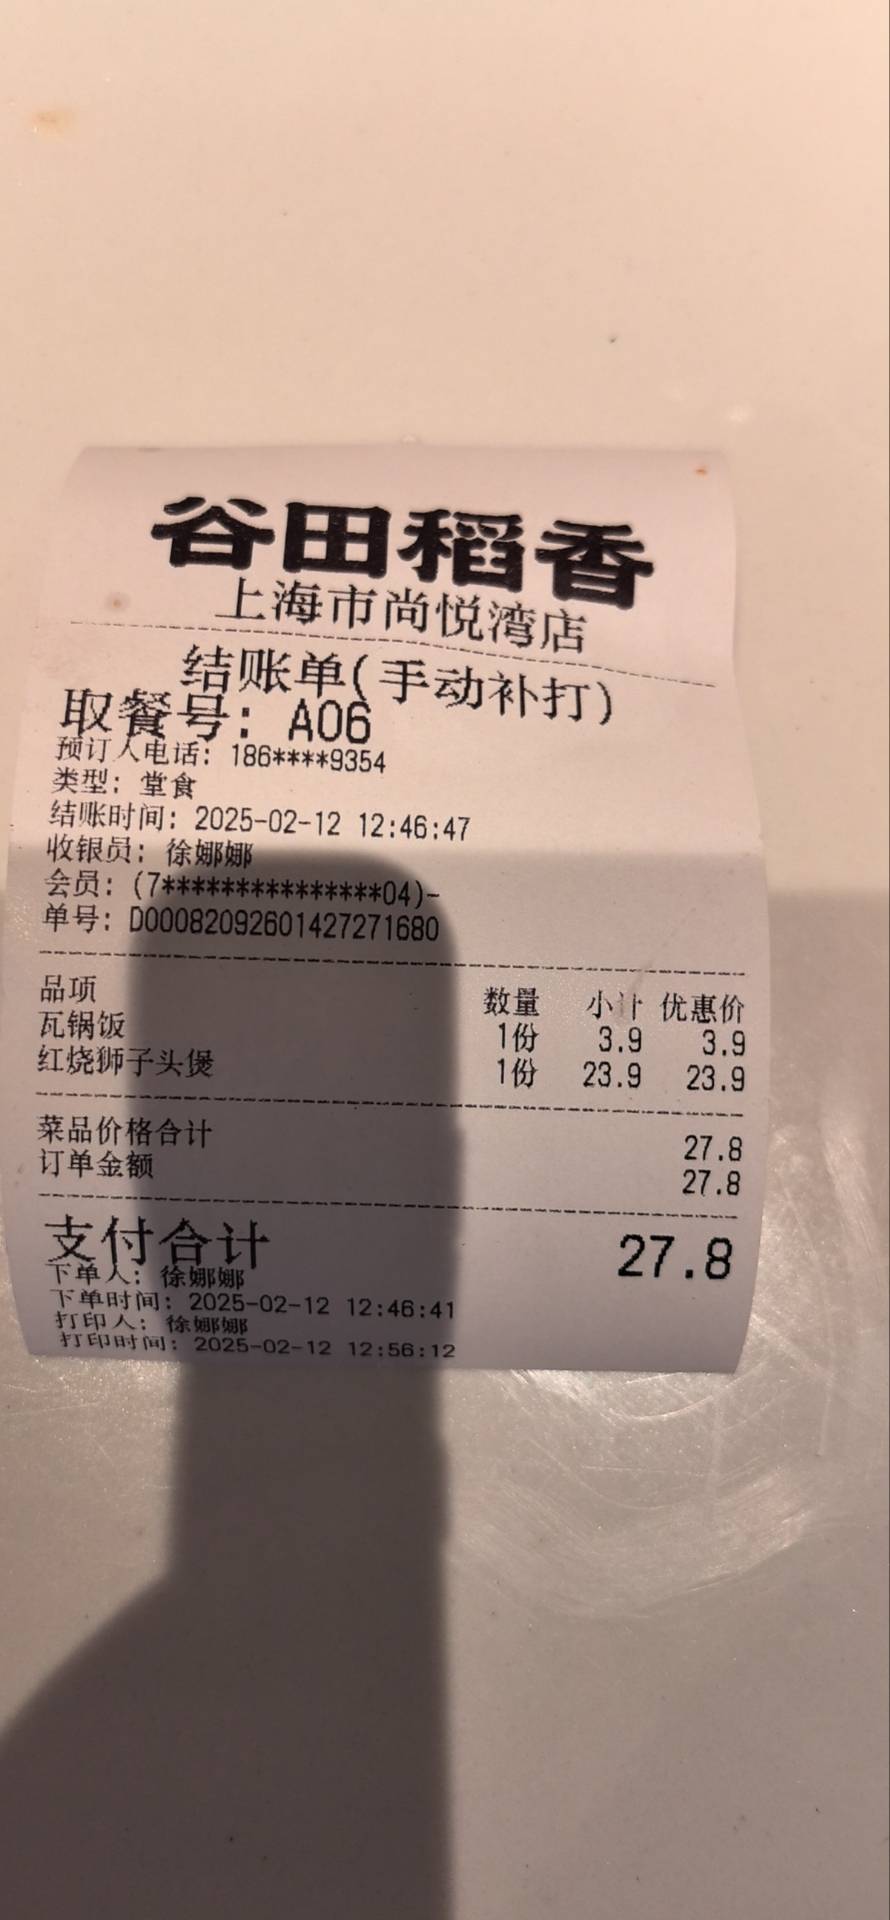 谷田稻香
上海市尚悦湾店
结账单(手动补打)
取餐号: A06
预订人电话: 186****9354
类型: 堂食
结账时间: 2025-02-12 12:46:47
收银员: 徐娜娜
会员: (7***************04)-
单号: D00082092601427271680
品项 数量 小计 优惠价
瓦锅饭 1份 3.9 3.9
红烧狮子头煲 1份 23.9 23.9
菜品价格合计 27.8
订单金额 27.8
支付合计 27.8
下单人: 徐娜娜
下单时间: 2025-02-12 12:46:41
打印人: 徐娜娜
打印时间: 2025-02-12 12:56:12